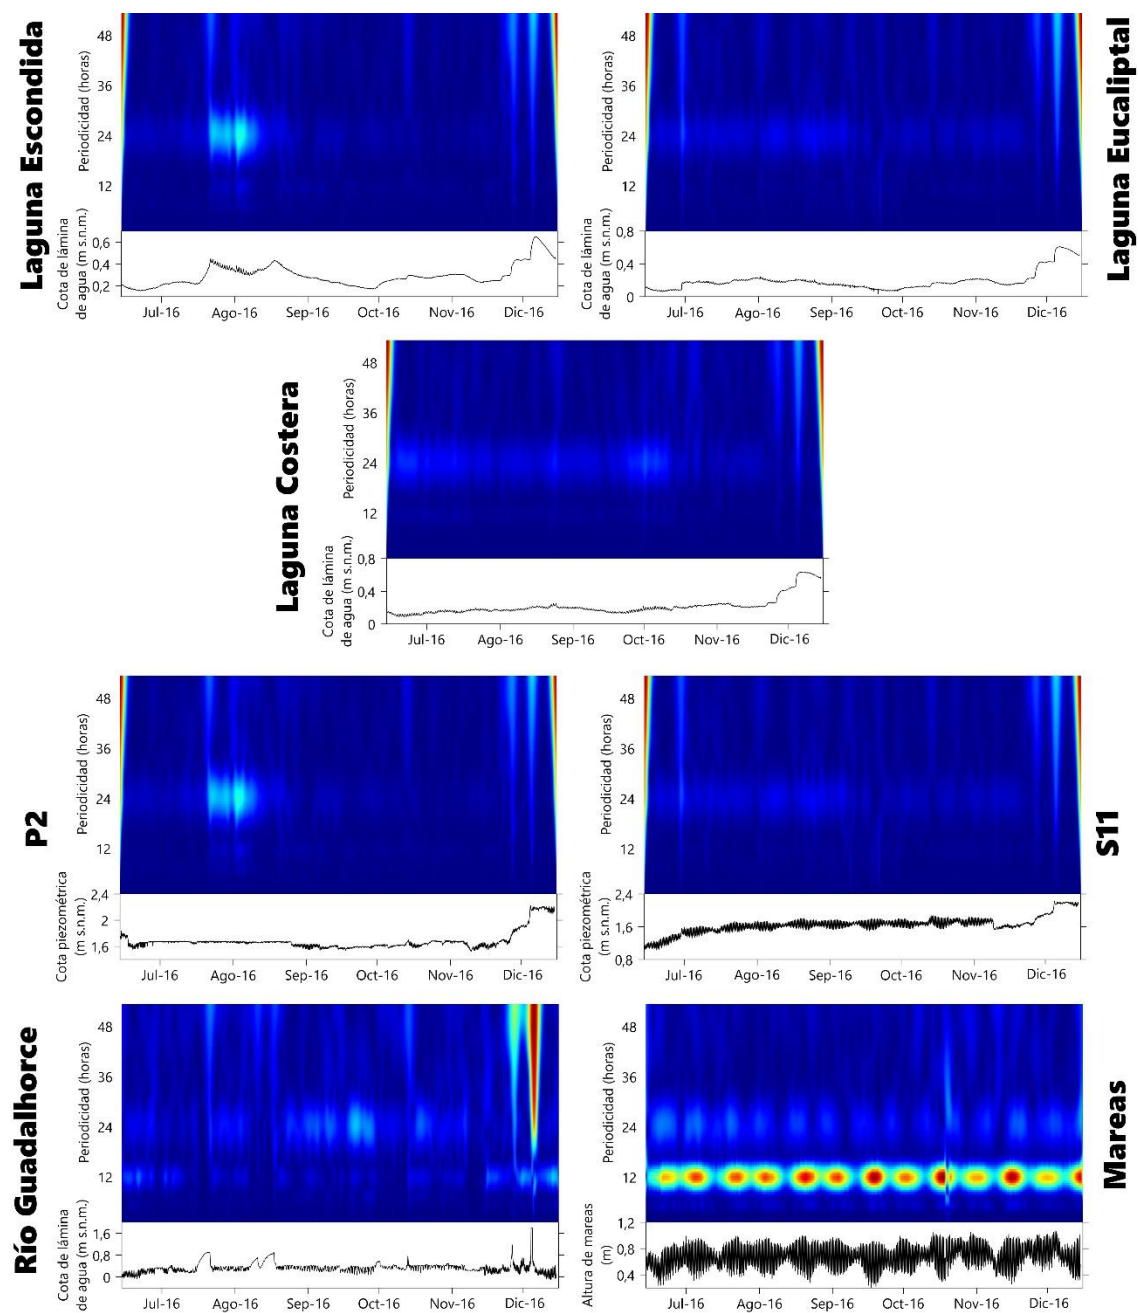 Laguna Escondida
Periodicidad (horas)
48
36
24
12
Cota de lámina
de agua (m s.n.m.)
0,6
0,4
0,2
Jul-16 Ago-16 Sep-16 Oct-16 Nov-16 Dic-16
Laguna Eucaliptal
Periodicidad (horas)
48
36
24
12
Cota de lámina
de agua (m s.n.m.)
0,8
0,4
0
Jul-16 Ago-16 Sep-16 Oct-16 Nov-16 Dic-16
Laguna Costera
Periodicidad (horas)
48
36
24
12
Cota de lámina
de agua (m s.n.m.)
0,8
0,4
0
Jul-16 Ago-16 Sep-16 Oct-16 Nov-16 Dic-16
P2
Periodicidad (horas)
48
36
24
12
Cota piezométrica
(m s.n.m.)
2,4
2
1,6
Jul-16 Ago-16 Sep-16 Oct-16 Nov-16 Dic-16
S11
Periodicidad (horas)
48
36
24
12
Cota piezométrica
(m s.n.m.)
2,4
1,6
0,8
Jul-16 Ago-16 Sep-16 Oct-16 Nov-16 Dic-16
Río Guadalhorce
Periodicidad (horas)
48
36
24
12
Cota de lámina
de agua (m s.n.m.)
1,6
0,8
0
Jul-16 Ago-16 Sep-16 Oct-16 Nov-16 Dic-16
Mareas
Periodicidad (horas)
48
36
24
12
Altura de mareas
(m)
1,2
0,8
0,4
Jul-16 Ago-16 Sep-16 Oct-16 Nov-16 Dic-16